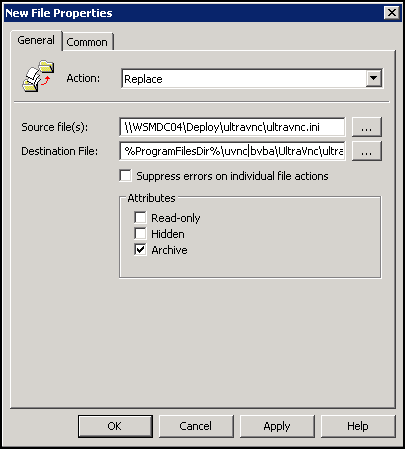 New File Properties
General Common
Action: Replace
Source file(s): \\WSMDC04\Deploy\ultravnc\ultravnc.ini ...
Destination File: %ProgramFilesDir%\uvnc bvba\UltraVnc\ultra ...
Suppress errors on individual file actions
Attributes
Read-only
Hidden
Archive
OK Cancel Apply Help